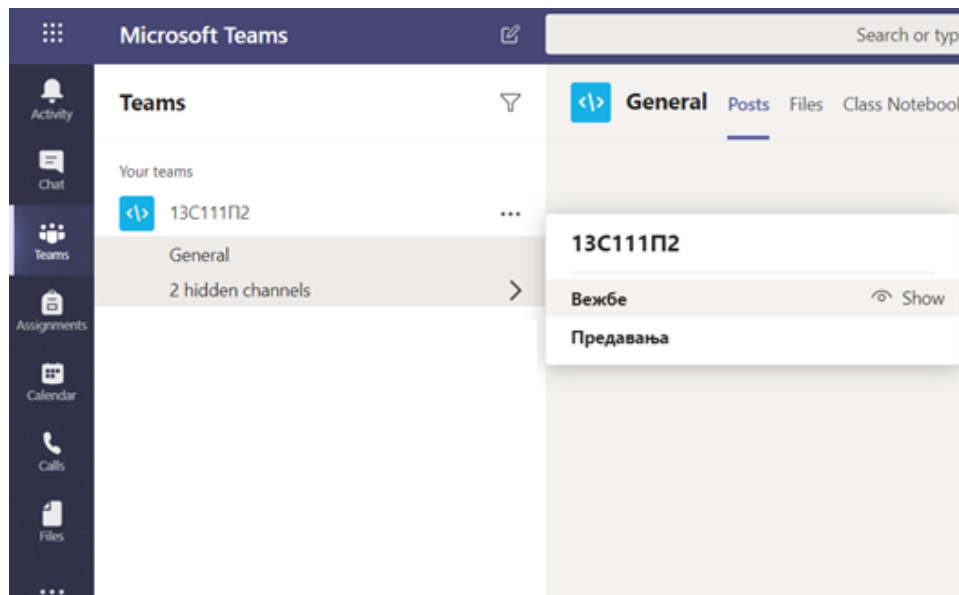 Microsoft Teams
Search or typ
Activity
Chat
Teams
Assignments
Calendar
Calls
Files
Teams
Your teams
13С111П2
General
2 hidden channels
General Posts Files Class Notebook
13С111П2
Вежбе Show
Предавања